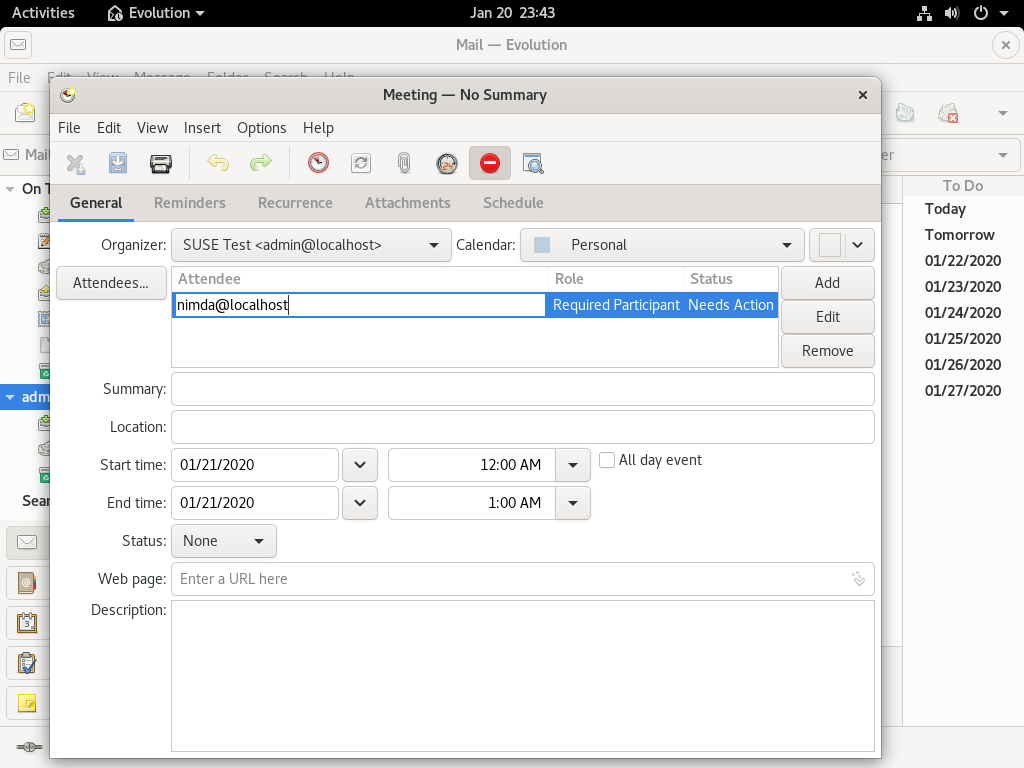 Activities Evolution Jan 20 23:43
Mail — Evolution
File Edit View Message Folder Search Help
Meeting — No Summary
File Edit View Insert Options Help
Mail
er
General Reminders Recurrence Attachments Schedule
On T
To Do
Today
Tomorrow
01/22/2020
01/23/2020
01/24/2020
01/25/2020
01/26/2020
01/27/2020
Organizer: SUSE Test <admin@localhost> Calendar: Personal
Attendees... Attendee Role Status Add
nimda@localhost Required Participant Needs Action
Edit
Remove
adm
Summary:
Location:
Start time: 01/21/2020 12:00 AM All day event
Sear
End time: 01/21/2020 1:00 AM
Status: None
Web page: Enter a URL here
Description:
3